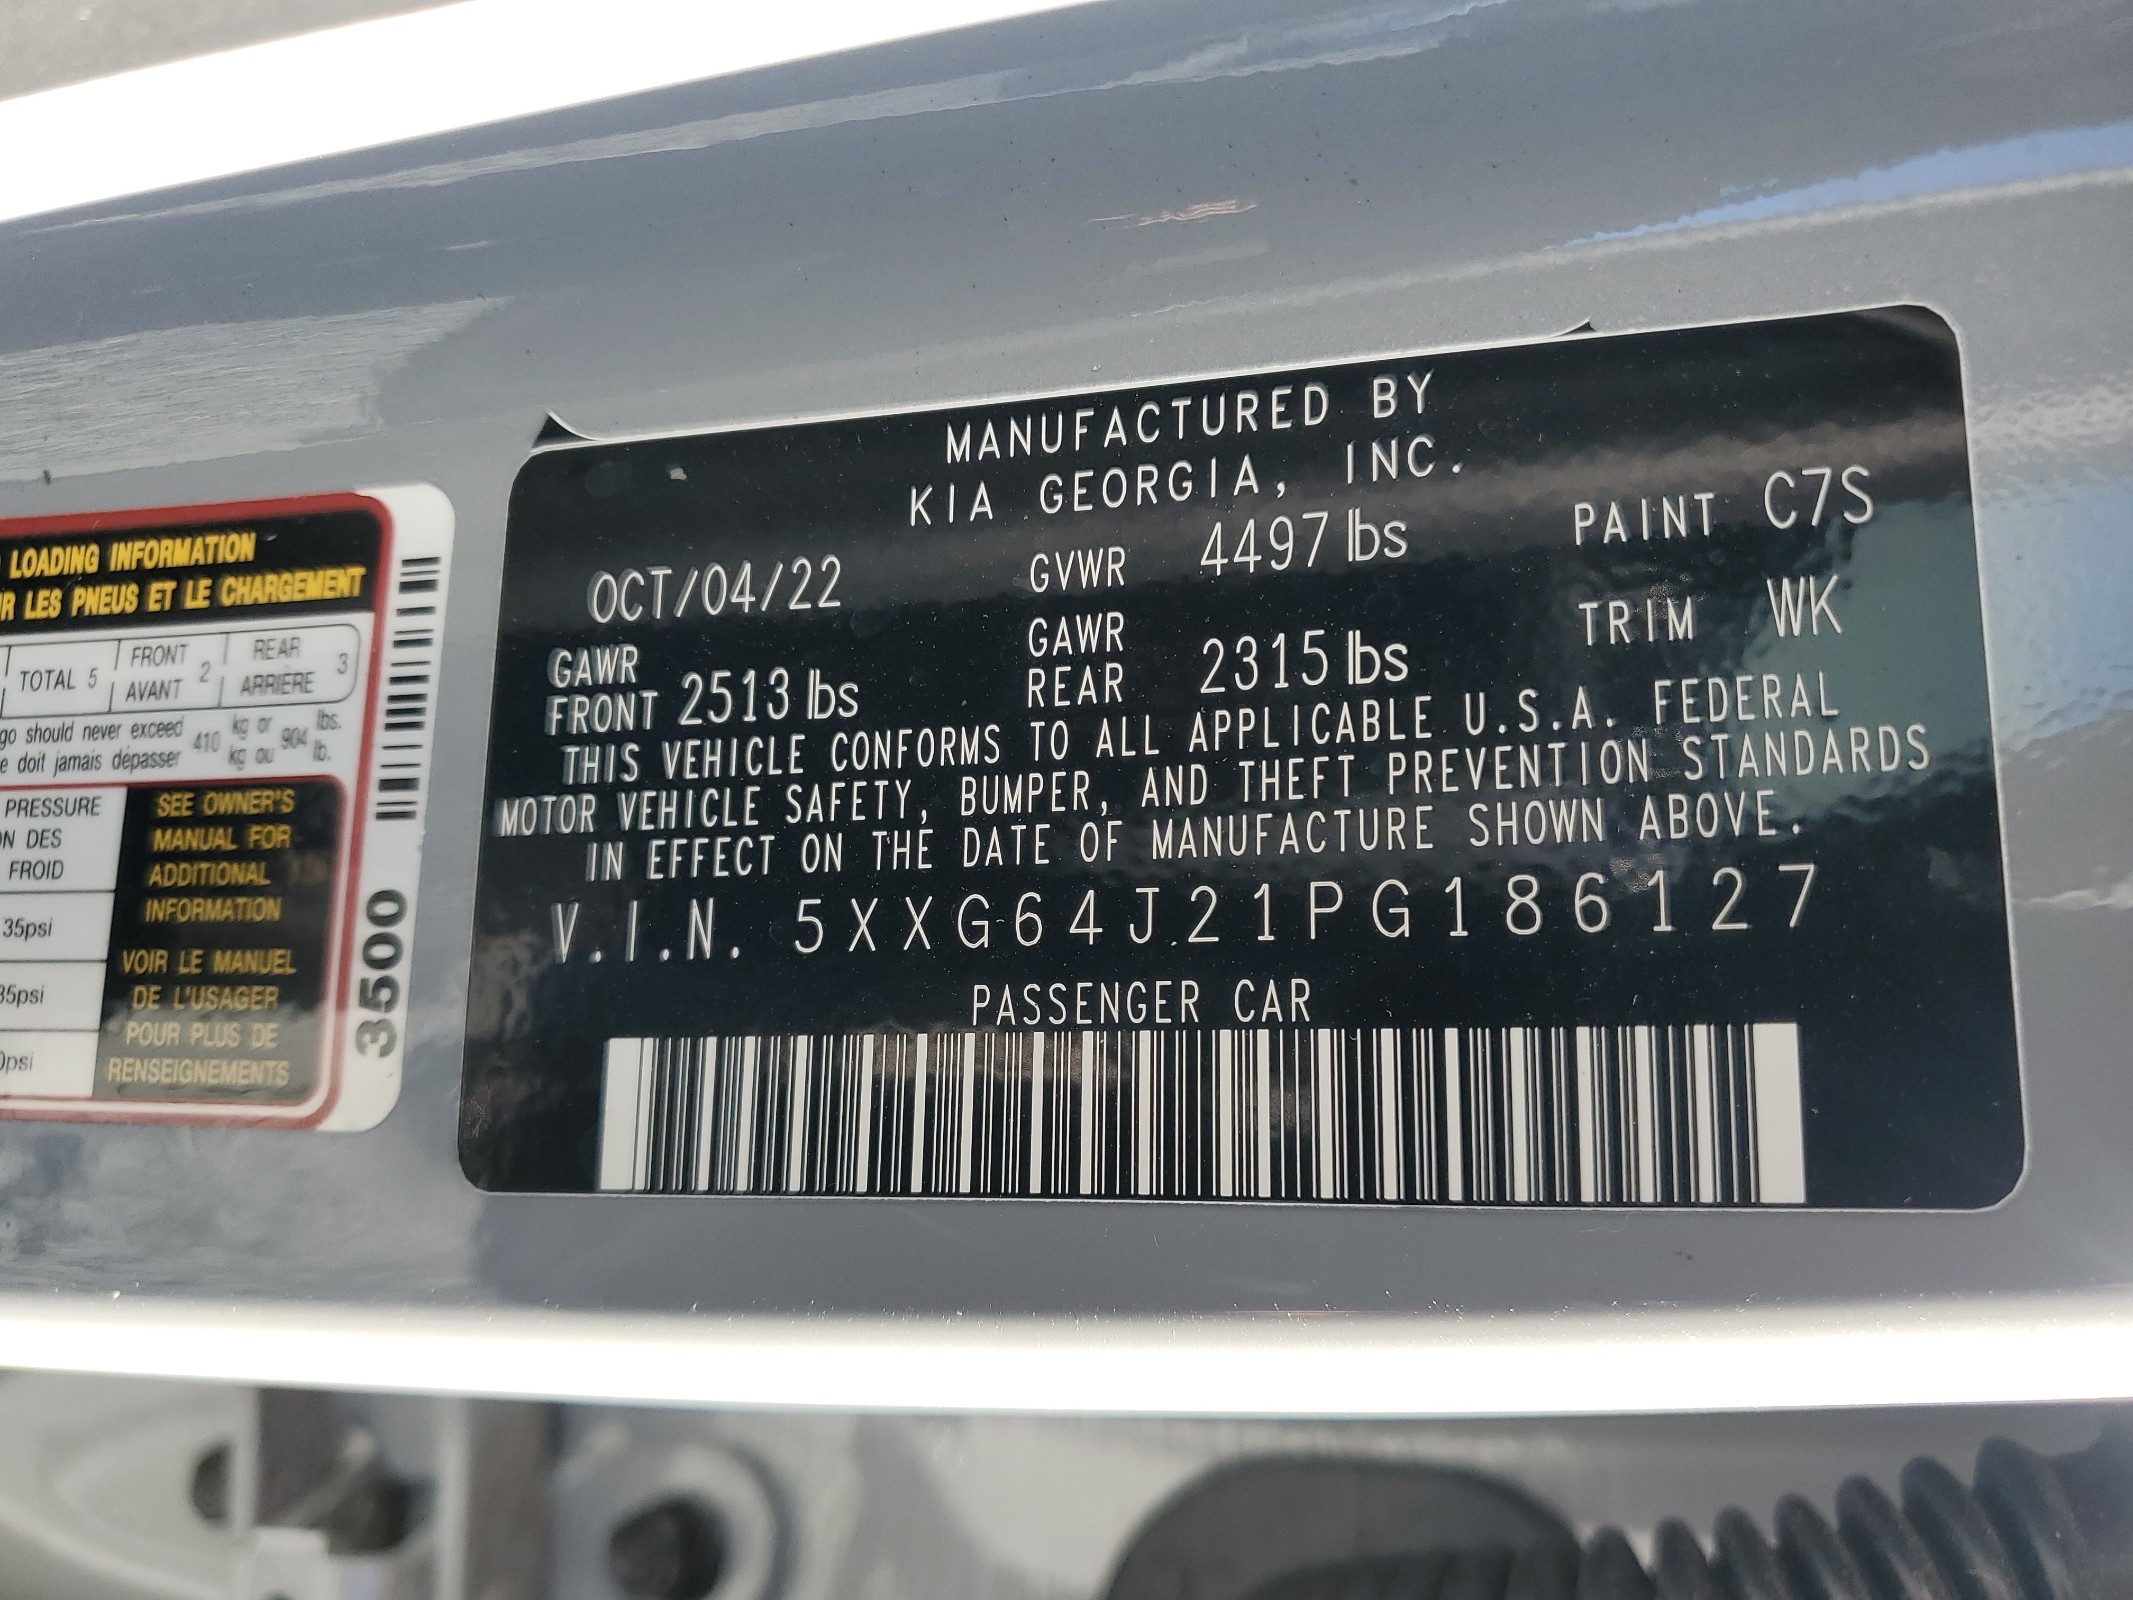 LOADING INFORMATION
R LES PNEUS ET LE CHARGEMENT
TOTAL 5 FRONT AVANT 2 REAR ARRIÈRE 3
go should never exceed 410 kg or 904 lbs.
e doit jamais dépasser kg ou lb.
PRESSURE
N DES
FROID
35psi
35psi
0psi
SEE OWNER'S
MANUAL FOR
ADDITIONAL
INFORMATION
VOIR LE MANUEL
DE L'USAGER
POUR PLUS DE
RENSEIGNEMENTS
3500
MANUFACTURED BY
KIA GEORGIA, INC.
OCT/04/22 GVWR 4497 lbs PAINT C7S
GAWR FRONT 2513 lbs GAWR REAR 2315 lbs TRIM WK
THIS VEHICLE CONFORMS TO ALL APPLICABLE U.S.A. FEDERAL
MOTOR VEHICLE SAFETY, BUMPER, AND THEFT PREVENTION STANDARDS
IN EFFECT ON THE DATE OF MANUFACTURE SHOWN ABOVE.
V.I.N. 5XXG64J21PG186127
PASSENGER CAR